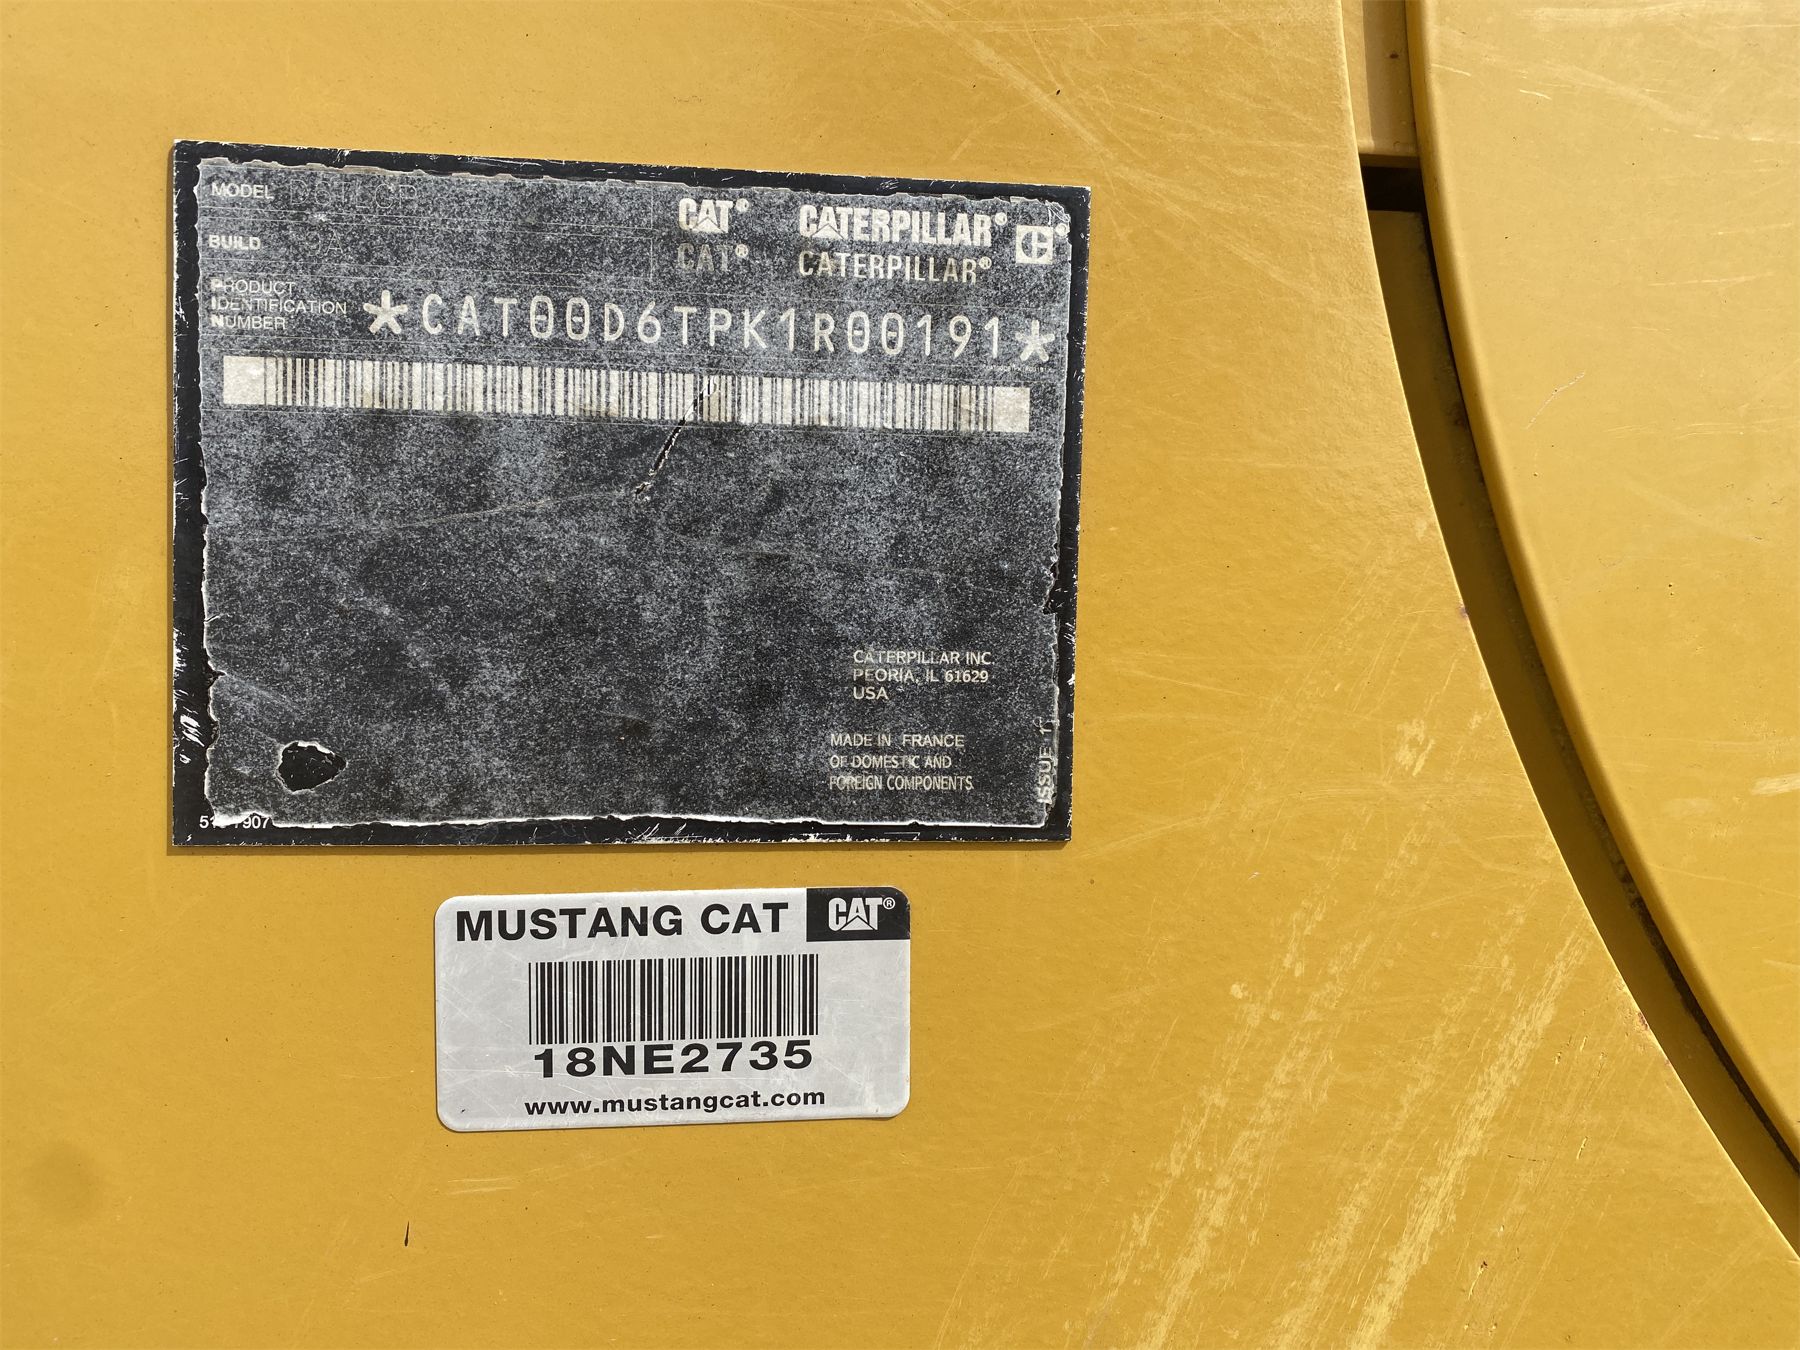 MODEL
CAT® CATERPILLAR®
BUILD
CAT® CATERPILLAR®
PRODUCT
IDENTIFICATION
NUMBER
*CAT00D6TPK1R00191*
CATERPILLAR INC.
PEORIA, IL 61629
USA
MADE IN FRANCE
OF DOMESTIC AND
FOREIGN COMPONENTS
ISSUE 11
MUSTANG CAT CAT®
18NE2735
www.mustangcat.com